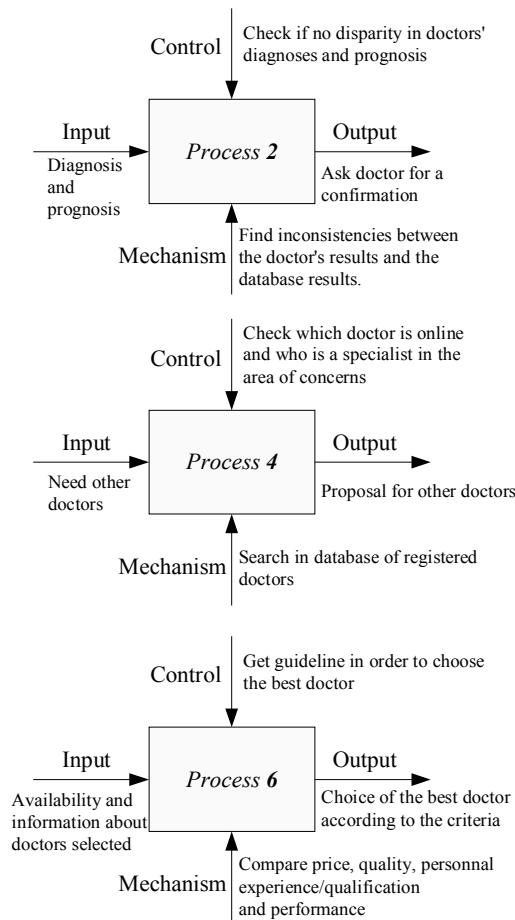 Control
Check if no disparity in doctors'
diagnoses and prognosis
Input
Diagnosis
and
prognosis
Process 2
Output
Ask doctor for a
confirmation
Mechanism
Find inconsistencies between
the doctor's results and the
database results.
Control
Check which doctor is online
and who is a specialist in the
area of concerns
Input
Need other
doctors
Process 4
Output
Proposal for other doctors
Mechanism
Search in database of registered
doctors
Control
Get guideline in order to choose
the best doctor
Input
Availability and
information about
doctors selected
Process 6
Output
Choice of the best doctor
according to the criteria
Mechanism
Compare price, quality, personnal
experience/qualification
and performance